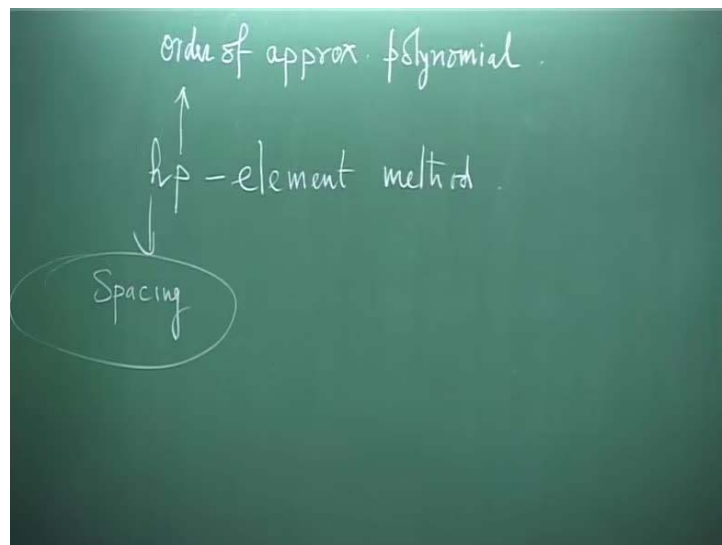 order of approx. polynomial.
hp - element method.
Spacing